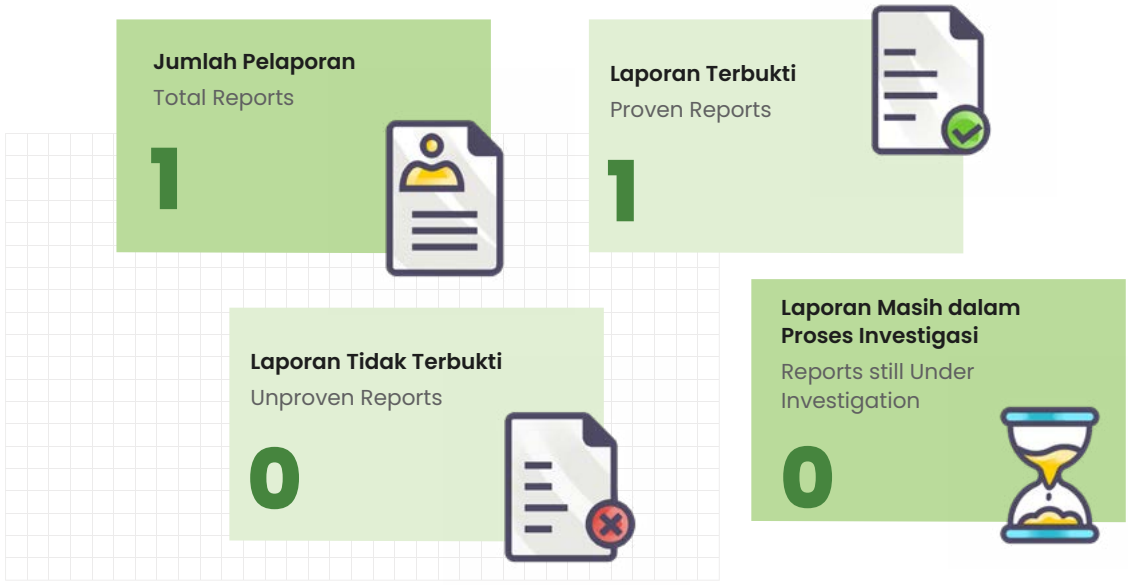 Jumlah Pelaporan
Total Reports
1
Laporan Terbukti
Proven Reports
1
Laporan Tidak Terbukti
Unproven Reports
0
Laporan Masih dalam
Proses Investigasi
Reports still Under
Investigation
0